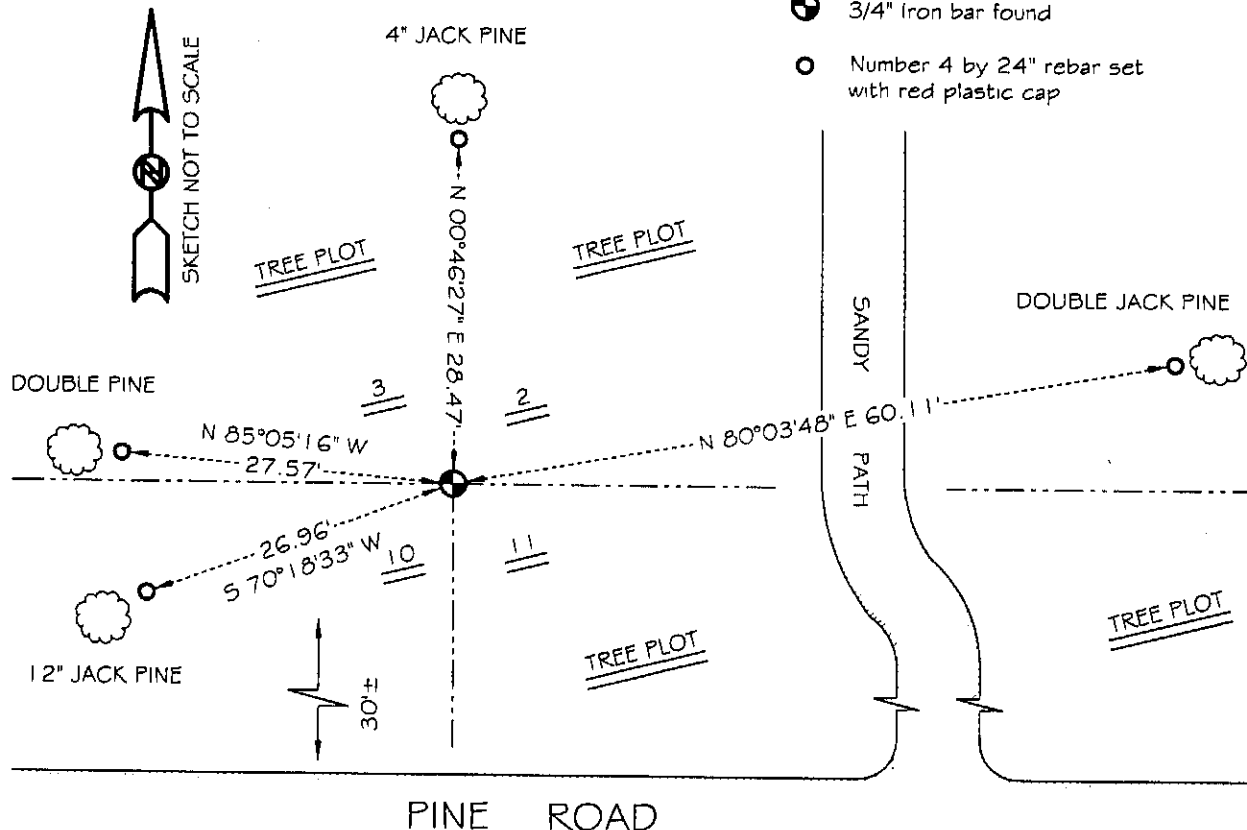 3/4" iron bar found
4" JACK PINE
Number 4 by 24" rebar set
with red plastic cap
SKETCH NOT TO SCALE
N
N 00°46'27" E 28.47'
TREE PLOT
TREE PLOT
SANDY PATH
DOUBLE JACK PINE
DOUBLE PINE
3
2
N 80°03'48" E 60.11'
N 85°05'16" W
27.57'
26.96'
S 70°18'33" W
10
11
TREE PLOT
TREE PLOT
12" JACK PINE
30'±
PINE ROAD